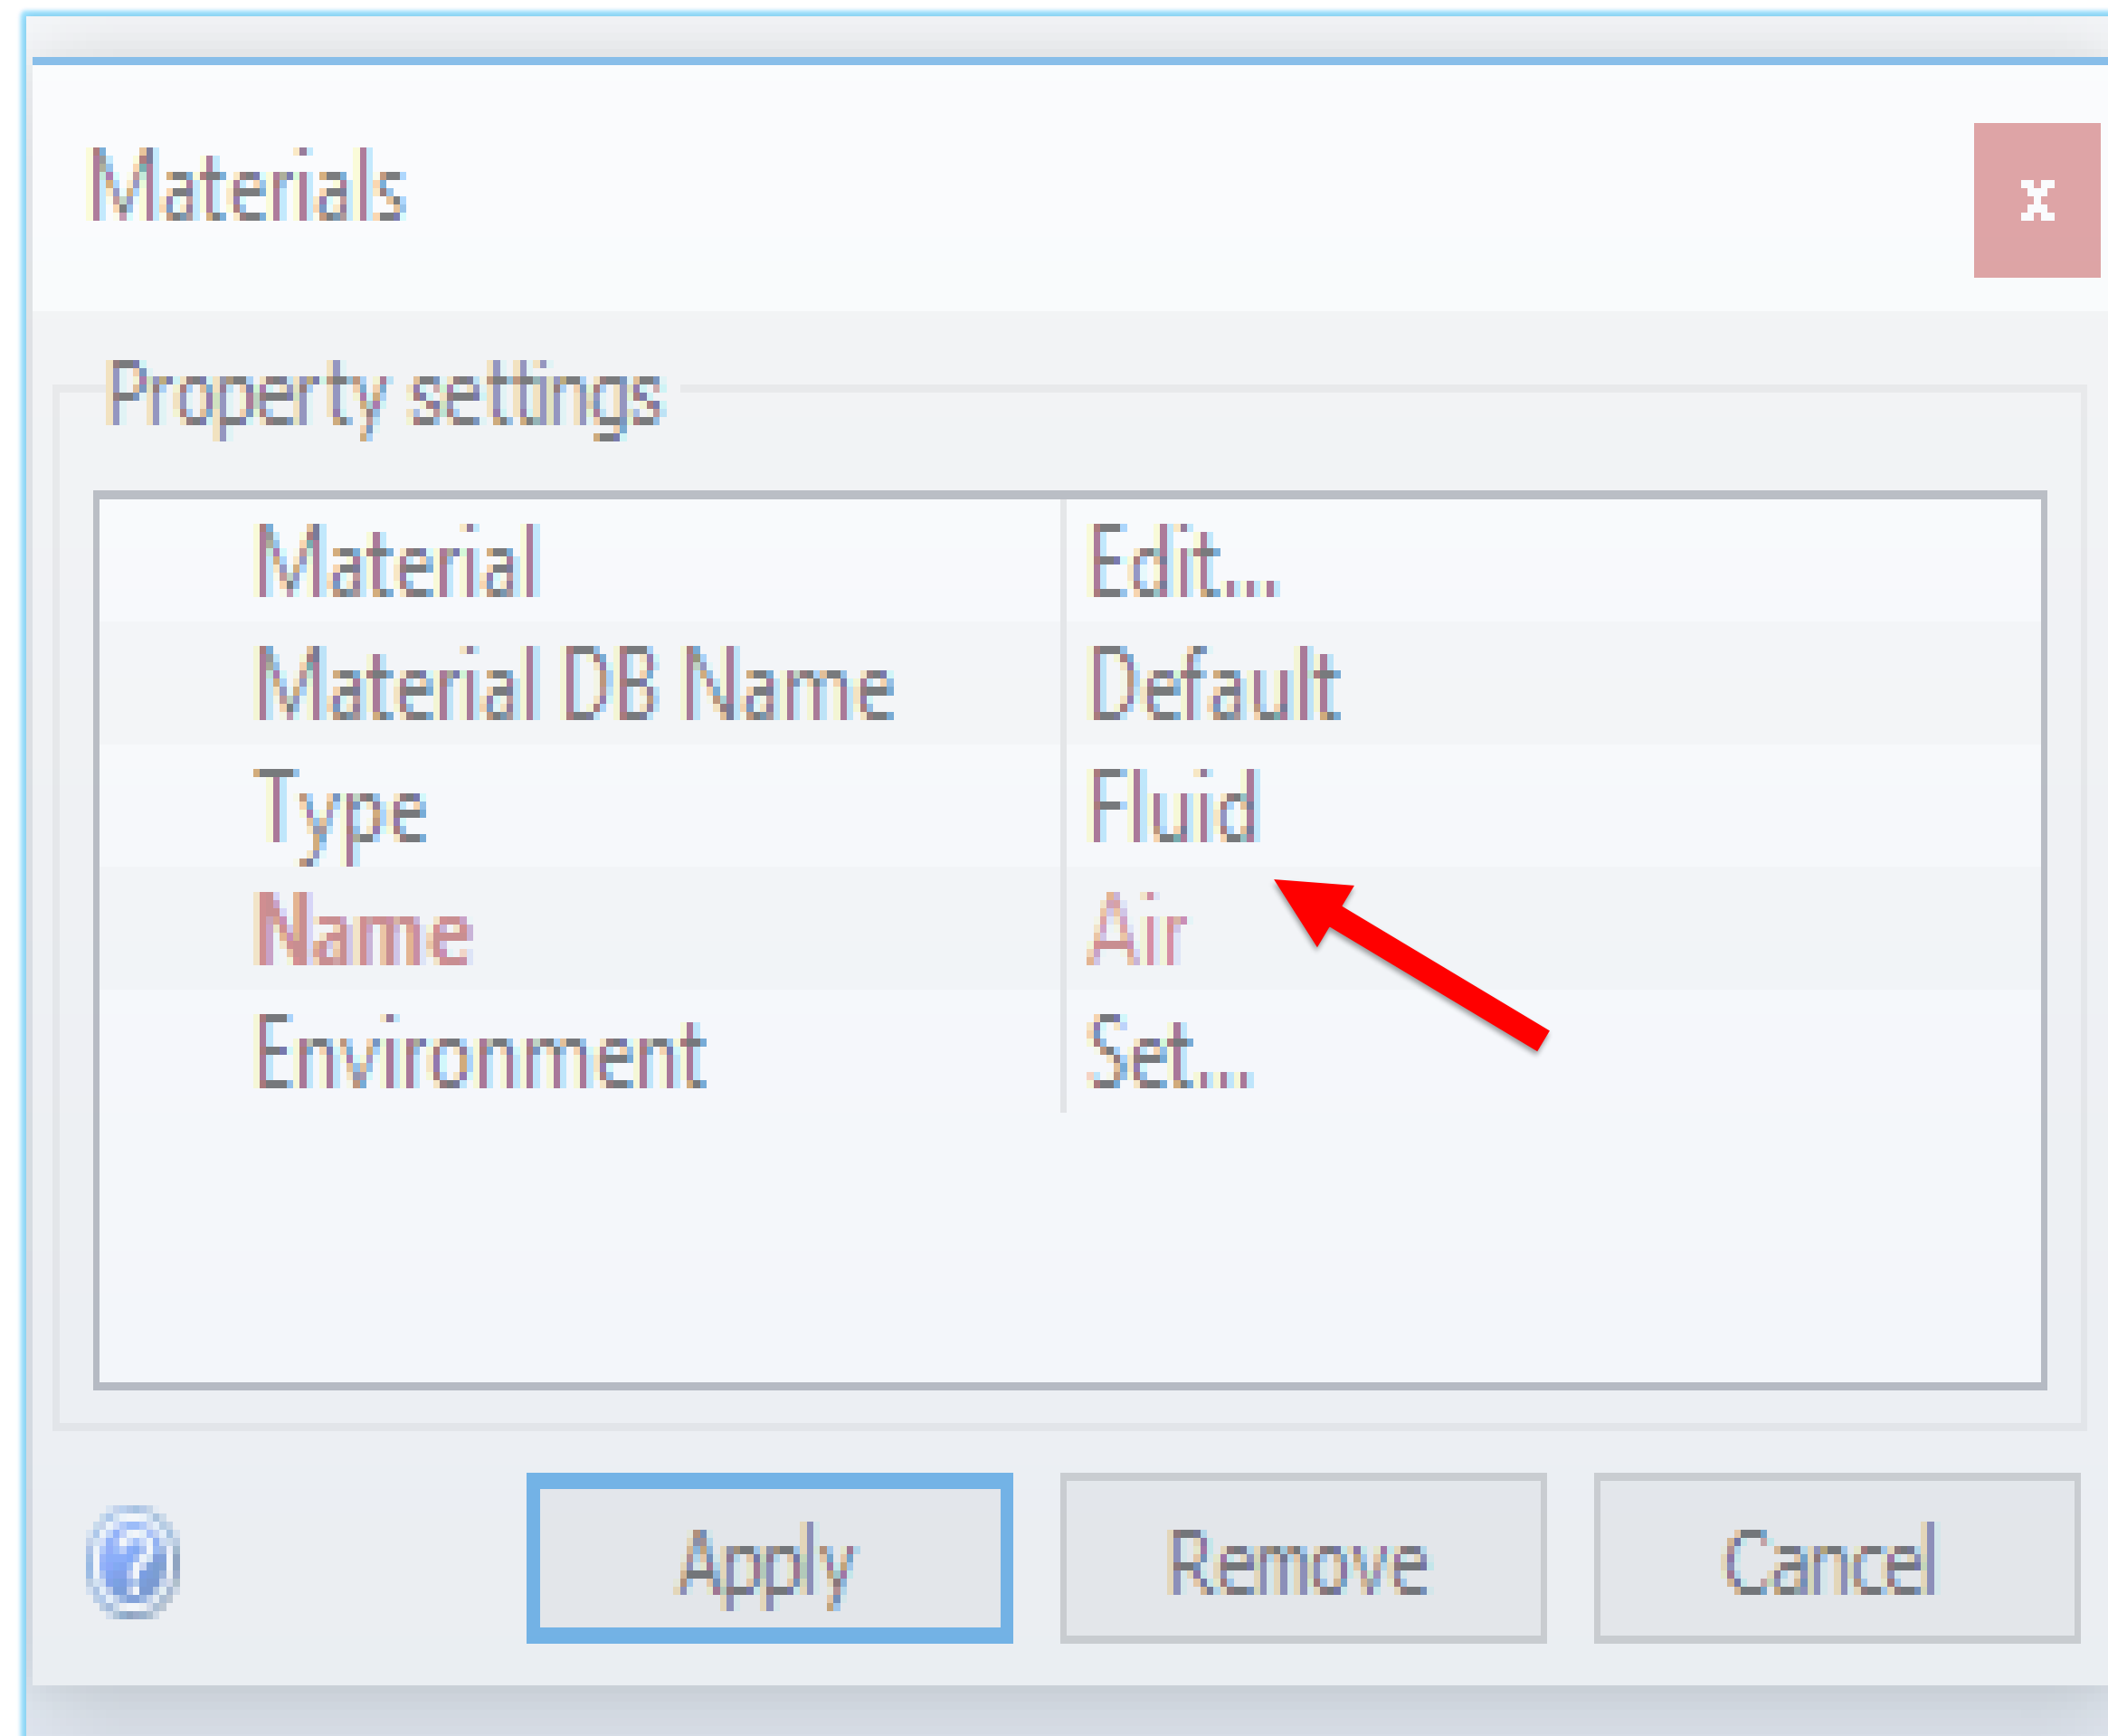 Materials
x
Property settings
Material Edit...
Material DB Name Default
Type Fluid
Name Air
Environment Set...
? Apply Remove Cancel